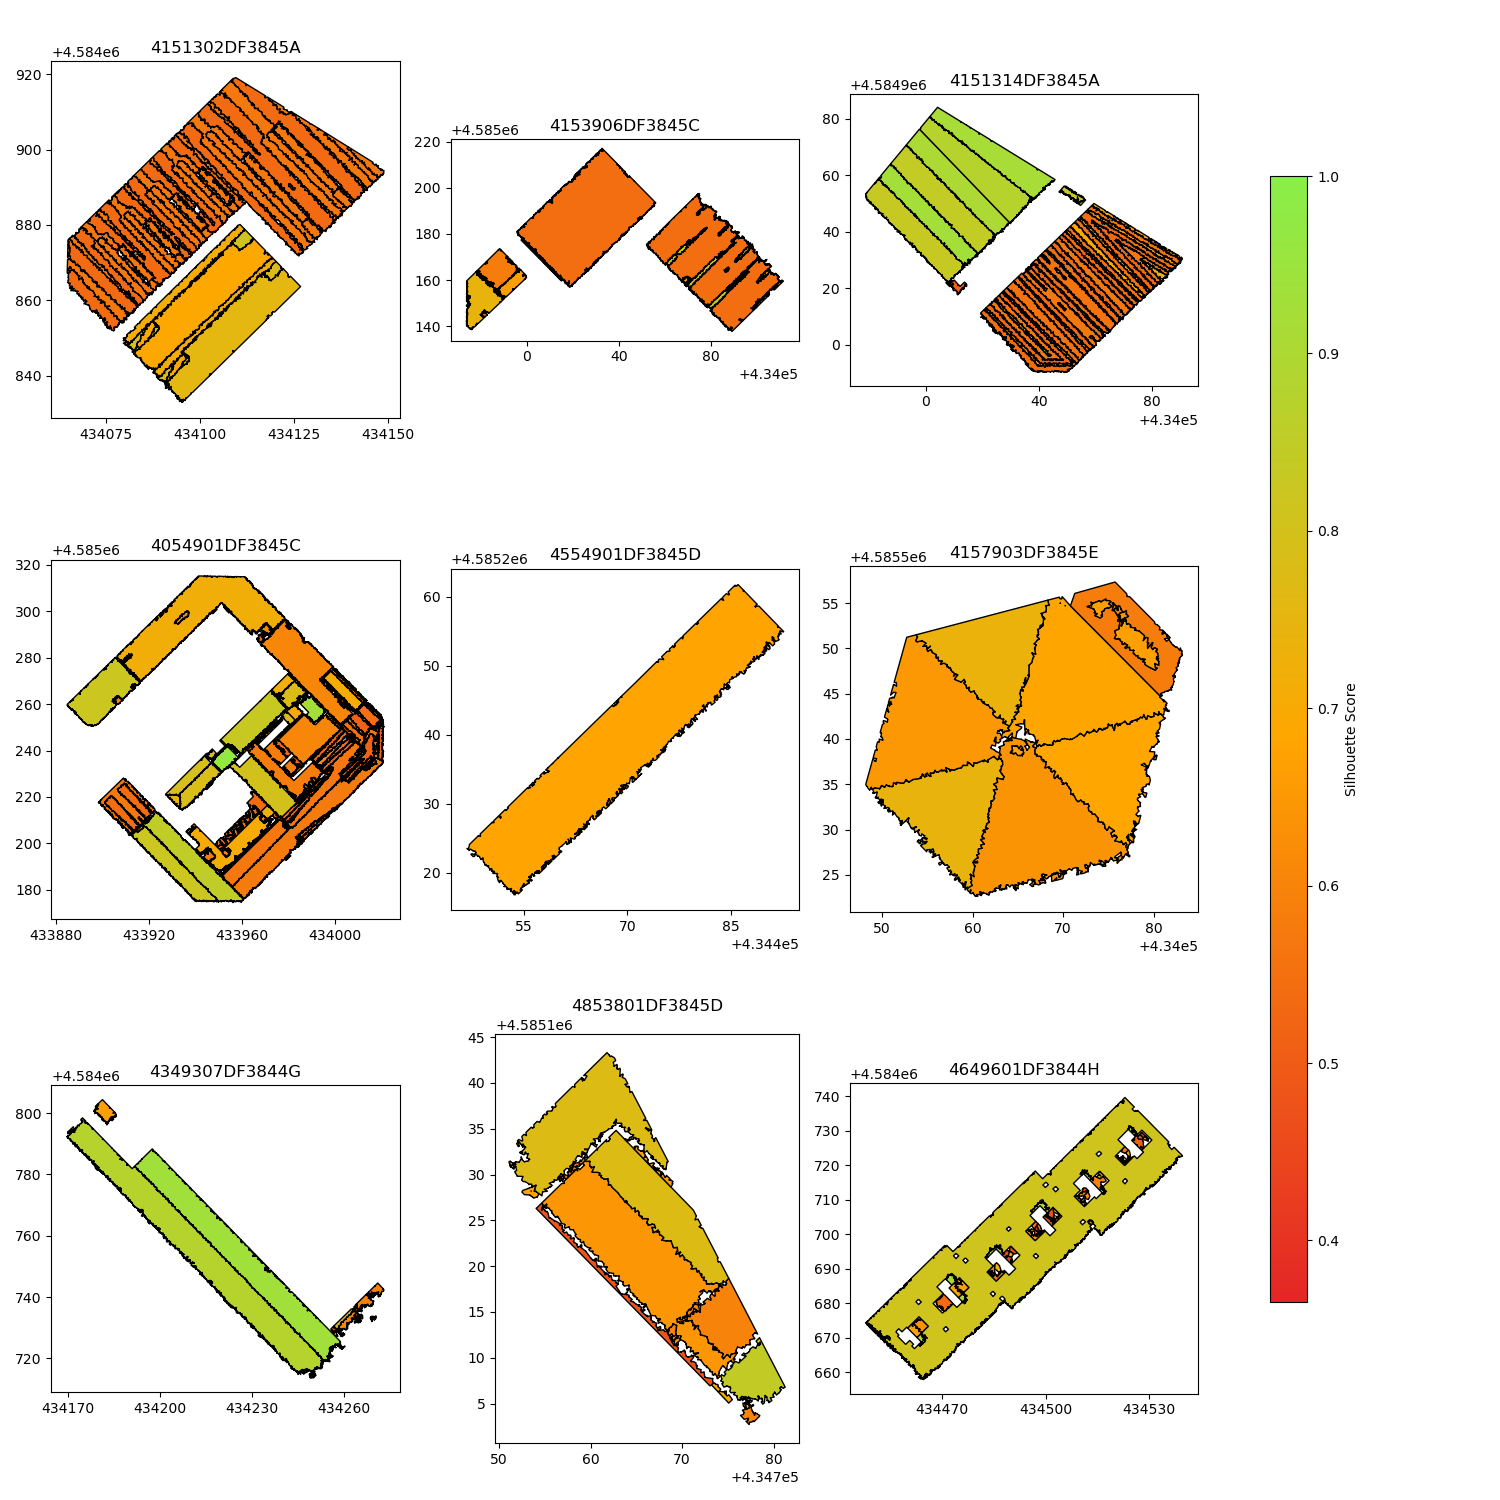 4151302DF3845A
+4.584e6
920
900
880
860
840
434075 434100 434125 434150
4153906DF3845C
+4.585e6
220
200
180
160
140
0 40 80
+4.34e5
4151314DF3845A
+4.5849e6
80
60
40
20
0
0 40 80
+4.34e5
4054901DF3845C
+4.585e6
320
300
280
260
240
220
200
180
433880 433920 433960 434000
4554901DF3845D
+4.5852e6
60
50
40
30
20
55 70 85
+4.344e5
4157903DF3845E
+4.5855e6
55
50
45
40
35
30
25
50 60 70 80
+4.34e5
4349307DF3844G
+4.584e6
800
780
760
740
720
434170 434200 434230 434260
4853801DF3845D
+4.5851e6
45
40
35
30
25
20
15
10
5
50 60 70 80
+4.347e5
4649601DF3844H
+4.584e6
740
730
720
710
700
690
680
670
660
434470 434500 434530
1.0
0.9
0.8
0.7
0.6
0.5
0.4
Silhouette Score